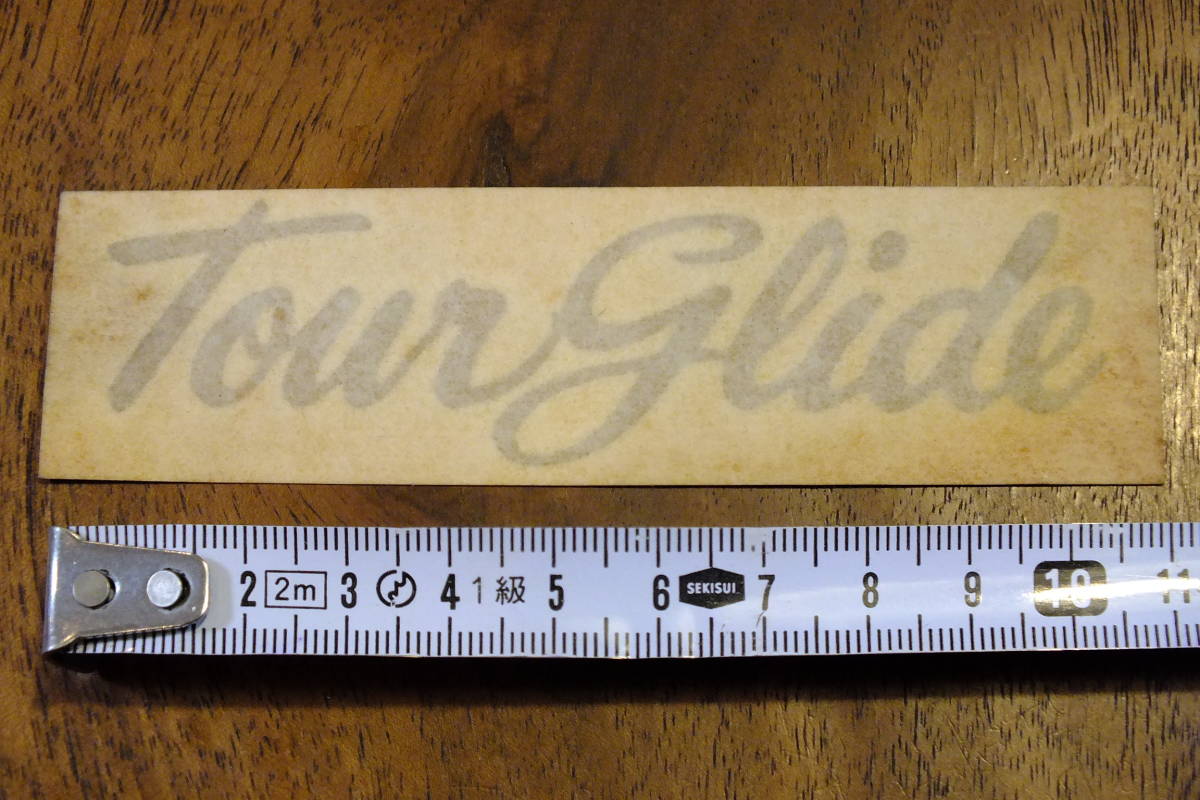 Tour Glide
2 2m 3 4 1級 5 6 SEKISUI 7 8 9 10 11